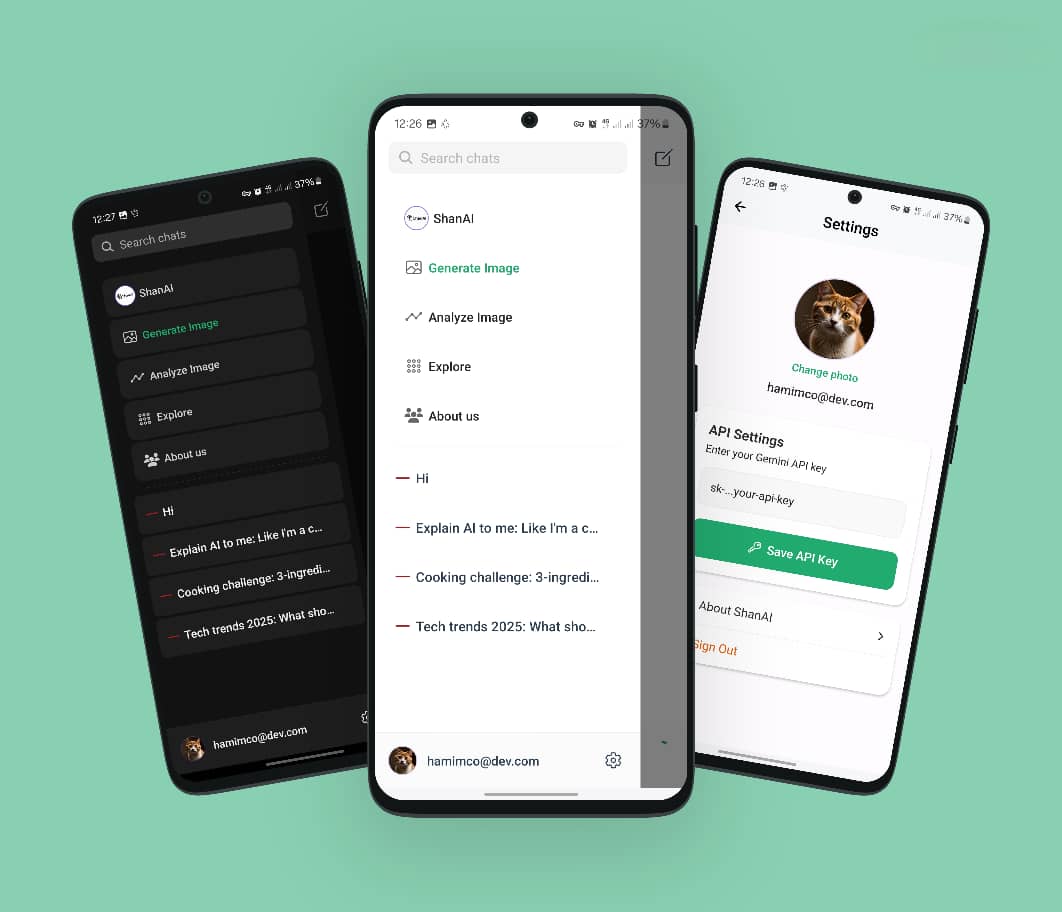 12:27
37%
Search chats
ShanAI
Generate Image
Analyze Image
Explore
About us
Hi
Explain AI to me: Like I'm a c...
Cooking challenge: 3-ingredi...
Tech trends 2025: What sho...
hamimco@dev.com
12:26
37%
Search chats
ShanAI
Generate Image
Analyze Image
Explore
About us
Hi
Explain AI to me: Like I'm a c...
Cooking challenge: 3-ingredi...
Tech trends 2025: What sho...
hamimco@dev.com
12:26
37%
Settings
Change photo
hamimco@dev.com
API Settings
Enter your Gemini API key
sk-...your-api-key
Save API Key
About ShanAI
Sign Out